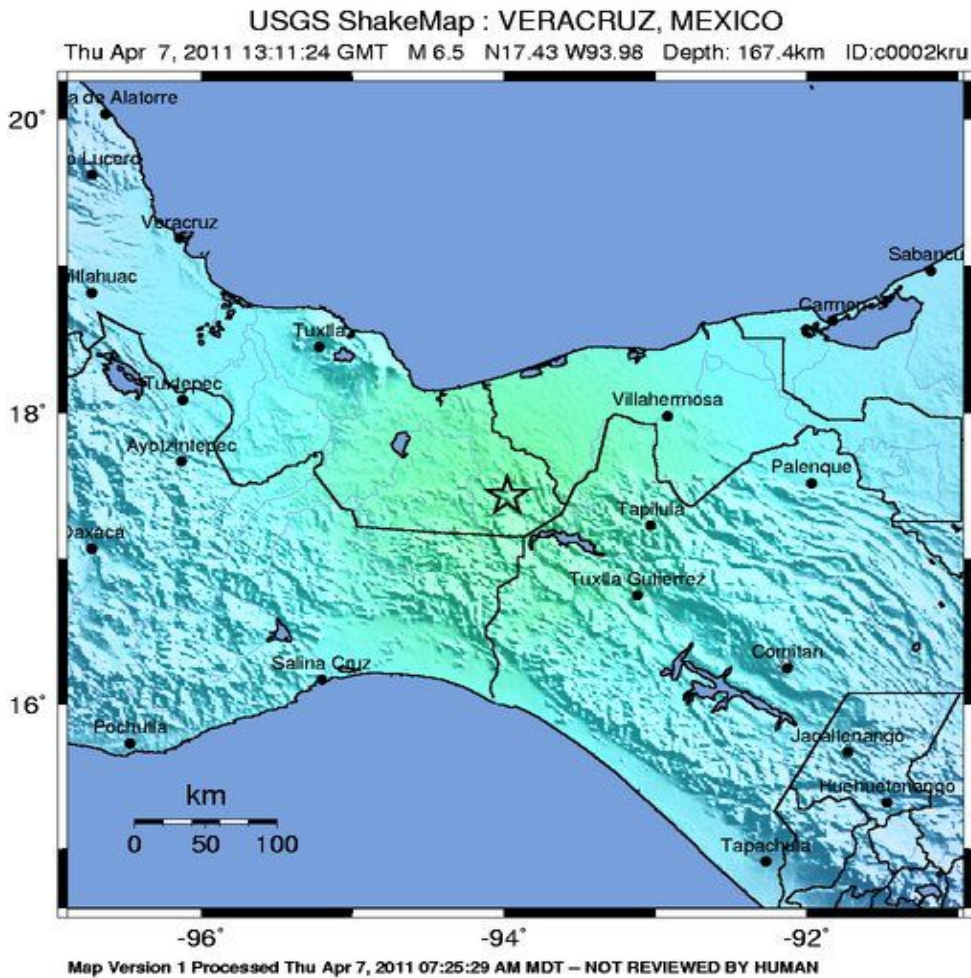 USGS ShakeMap : VERACRUZ, MEXICO
Thu Apr 7, 2011 13:11:24 GMT M 6.5 N17.43 W93.98 Depth: 167.4km ID:c0002kru
a de Alatorre
20°
o Lucero
Veracruz
Sabancu
Carmen
Tuxtla
18°
Tuxtepec
Villahermosa
Ayotzintepec
Palenque
Tapilula
Oaxaca
Tuxtla Gutierrez
Comitan
Salina Cruz
16°
Pochutla
Jacaltenango
km
Huehuetenango
0 50 100
Tapachula
-96° -94° -92°
Map Version 1 Processed Thu Apr 7, 2011 07:25:29 AM MDT – NOT REVIEWED BY HUMAN